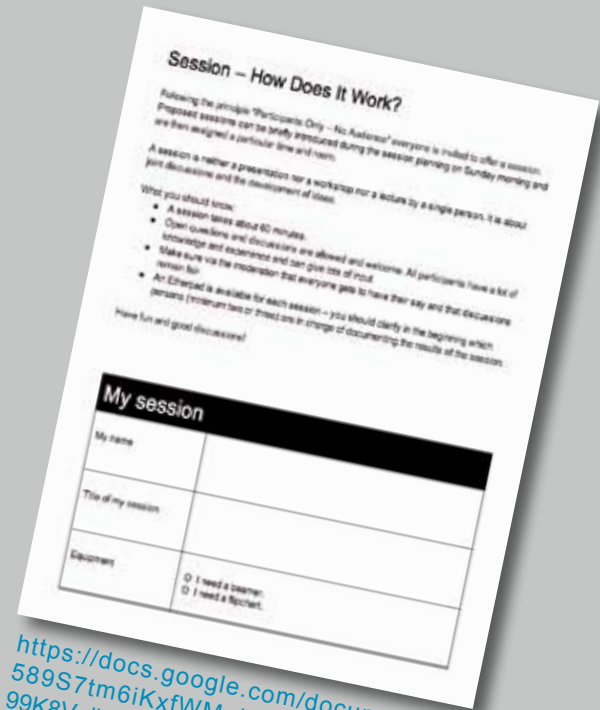 Session – How Does It Work?
Following the principle "Participants Only – No Audience" everyone is invited to offer a session.
Proposed sessions can be briefly introduced during the session planning on Sunday morning and
are then assigned a particular time and room.
A session is neither a presentation nor a workshop nor a lecture by a single person. It is about
joint discussions and the development of ideas.
What you should know:
● A session takes about 60 minutes.
● Open questions and discussions are allowed and welcome. All participants have a lot of
knowledge and experience and can give lots of input.
● Make sure via the moderation that everyone gets to have their say and that discussions
remain fair.
● An Etherpad is available for each session – you should clarify in the beginning which
persons (minimum two or three) are in charge of documenting the results of the session.
Have fun and good discussions!
My session
My name
Title of my session
Equipment
O I need a beamer.
O I need a flipchart.
https://docs.google.com/docu
589S7tm6iKxfWM
99K8V